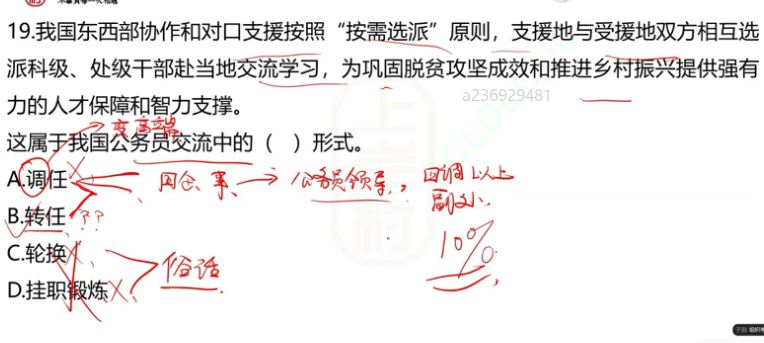 19.我国东西部协作和对口支援按照“按需选派”原则，支援地与受援地双方相互选
派科级、处级干部赴当地交流学习，为巩固脱贫攻坚成效和推进乡村振兴提供强有
力的人才保障和智力支撑。
a236929481
变高端
这属于我国公务员交流中的（ ）形式。
A.调任 X 国企、事 → 公务员领导, 四调以上
副处
B.转任 ??
10%
C.轮换 X
俗话
D.挂职锻炼 X